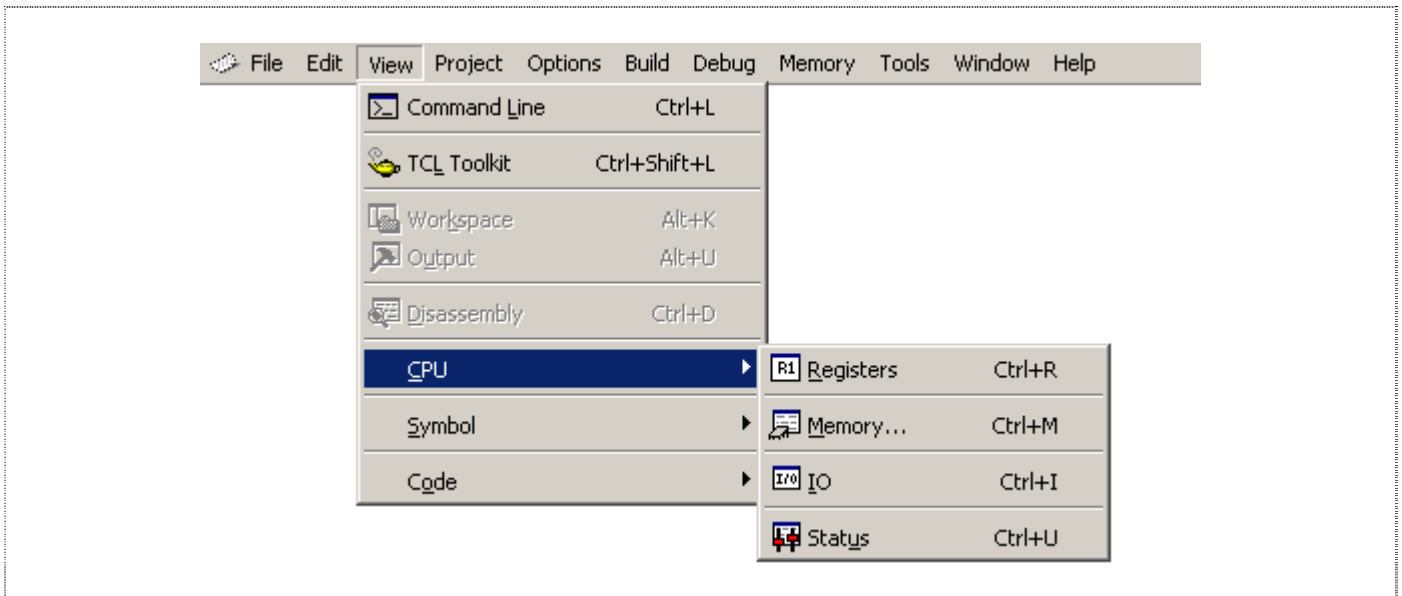 File Edit View Project Options Build Debug Memory Tools Window Help
Command Line Ctrl+L
TCL Toolkit Ctrl+Shift+L
Workspace Alt+K
Output Alt+U
Disassembly Ctrl+D
CPU
R1 Registers Ctrl+R
Symbol
Memory... Ctrl+M
Code
I/O IO Ctrl+I
Status Ctrl+U